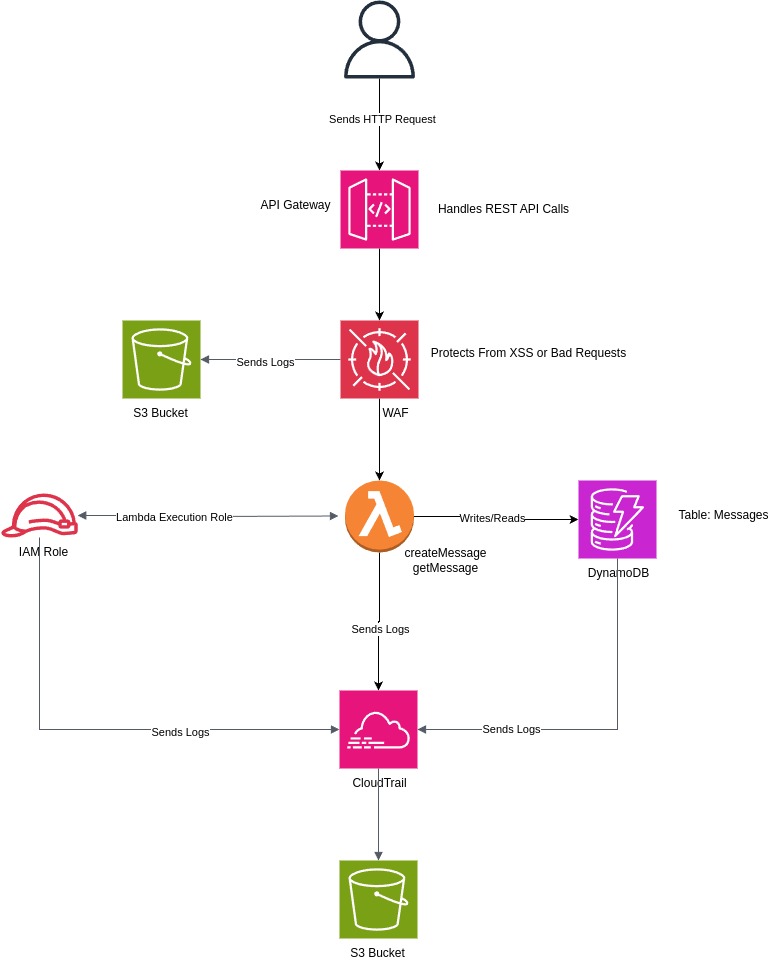 Sends HTTP Request
API Gateway
Handles REST API Calls
Protects From XSS or Bad Requests
Sends Logs
S3 Bucket
WAF
Lambda Execution Role
Writes/Reads
Table: Messages
IAM Role
createMessage
getMessage
DynamoDB
Sends Logs
Sends Logs
Sends Logs
CloudTrail
S3 Bucket